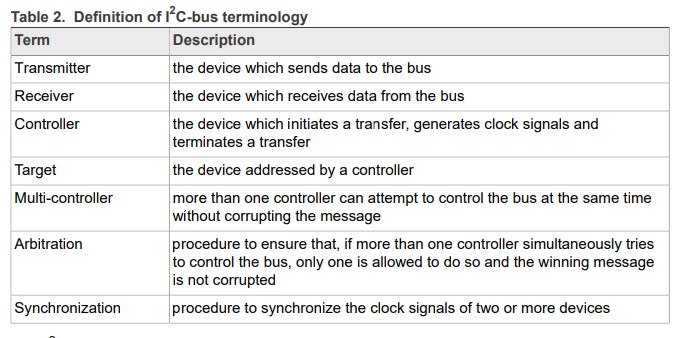 Table 2. Definition of I²C-bus terminology
Term Description
Transmitter the device which sends data to the bus
Receiver the device which receives data from the bus
Controller the device which initiates a transfer, generates clock signals and
terminates a transfer
Target the device addressed by a controller
Multi-controller more than one controller can attempt to control the bus at the same time
without corrupting the message
Arbitration procedure to ensure that, if more than one controller simultaneously tries
to control the bus, only one is allowed to do so and the winning message
is not corrupted
Synchronization procedure to synchronize the clock signals of two or more devices